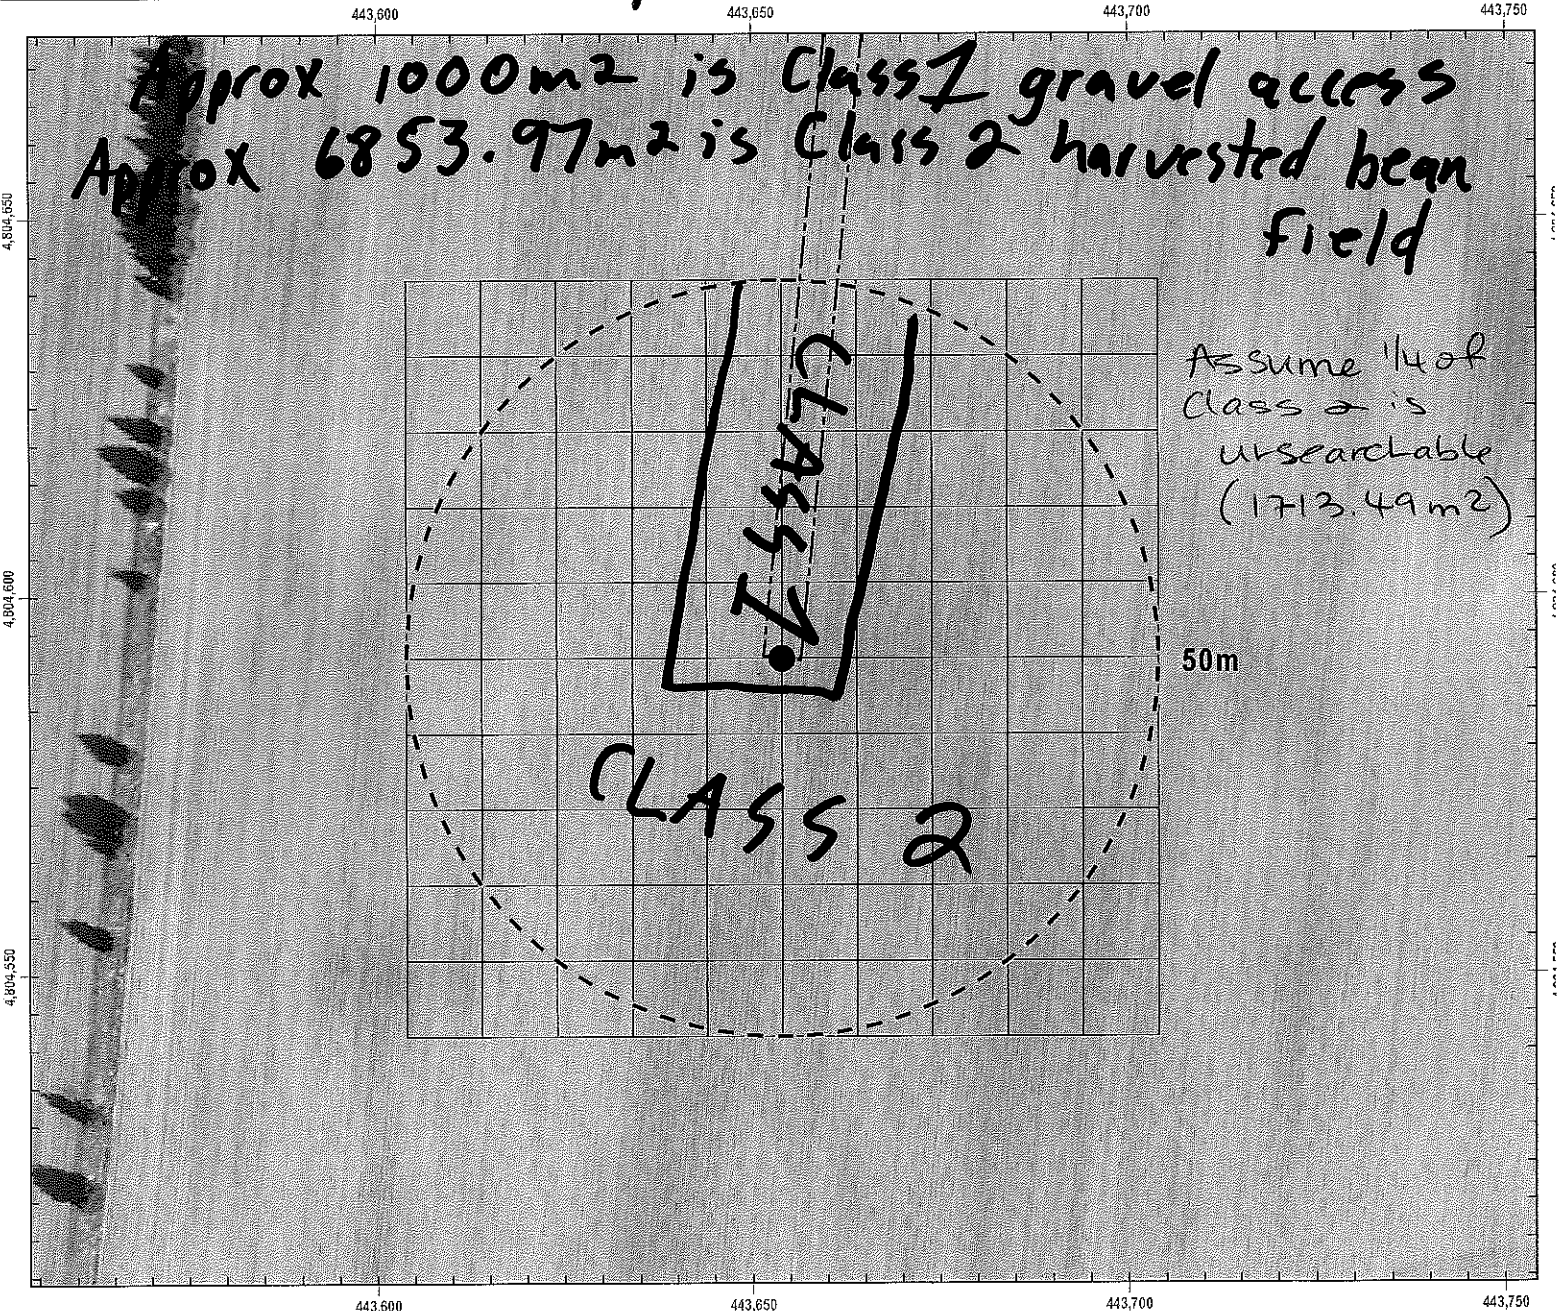 443,600 443,650 443,700 443,750
Approx 1000m2 is Class 1 gravel access
Approx 6853.97m2 is Class 2 harvested bean
field
4,804,650
Assume 1/4 of
Class 2 is
unsearchable
(1713.49m2)
CLASS 1
4,804,600
50m
CLASS 2
4,804,550
443,600 443,650 443,700 443,750